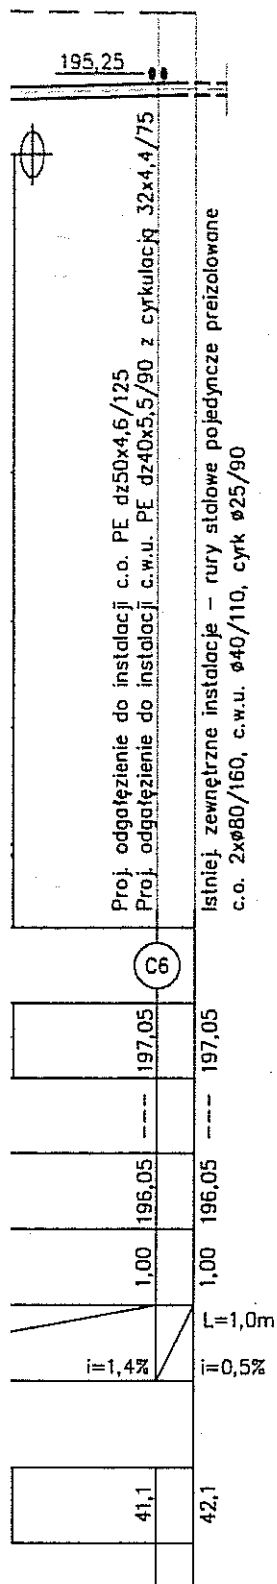 195,25
Proj. odgałęzienie do instalacji c.o. PE dz50x4,6/125
Proj. odgałęzienie do instalacji c.w.u. PE dz40x5,5/90 z cyrkulacją 32x4,4/75
Istniej. zewnętrzne instalacje – rury stalowe pojedyncze preizolowane
c.o. 2xø80/160, c.w.u. ø40/110, cyrk ø25/90
C6
197,05
197,05
----
----
196,05
196,05
1,00
1,00
L=1,0m
i=1,4%
i=0,5%
41,1
42,1